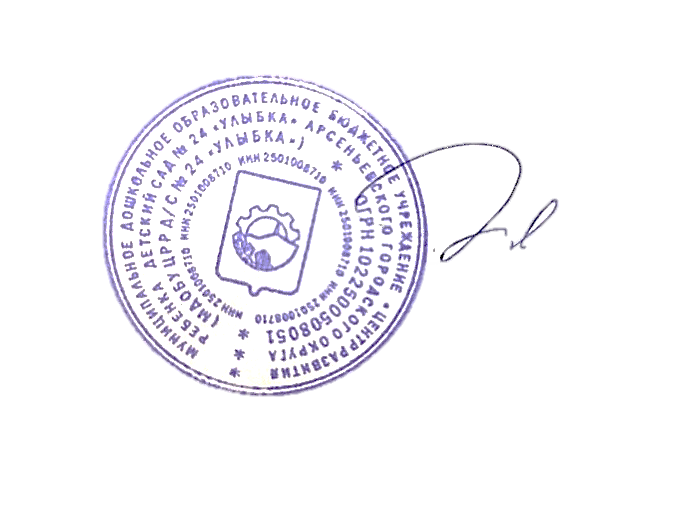 МУНИЦИПАЛЬНОЕ ДОШКОЛЬНОЕ ОБРАЗОВАТЕЛЬНОЕ БЮДЖЕТНОЕ УЧРЕЖДЕНИЕ «ЦЕНТР РАЗВИТИЯ
РЕБЕНКА ДЕТСКИЙ САД № 24 «УЛЫБКА» АРСЕНЬЕВСКОГО ГОРОДСКОГО ОКРУГА
(МДОБУ ЦРР Д/С № 24 «УЛЫБКА») * ОГРН 1022500508051
ИНН 2501008710 ИНН 2501008710 ИНН 2501008710 ИНН 2501008710 ИНН 2501008710
* * *